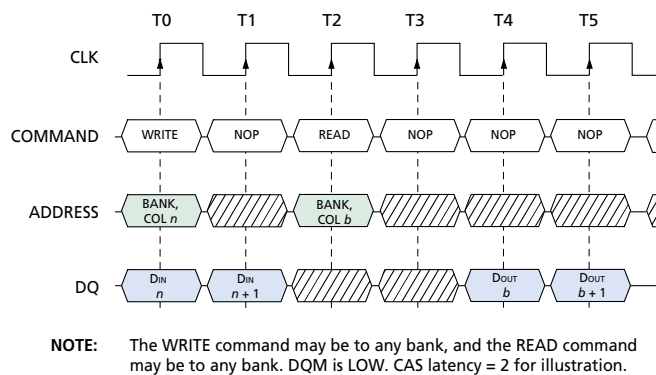 T0 T1 T2 T3 T4 T5
CLK
COMMAND WRITE NOP READ NOP NOP NOP
BANK, BANK,
ADDRESS
COL n COL b
DIN DIN DOUT DOUT
DQ
n n + 1 b b + 1
NOTE: The WRITE command may be to any bank, and the READ command
may be to any bank. DQM is LOW. CAS latency = 2 for illustration.